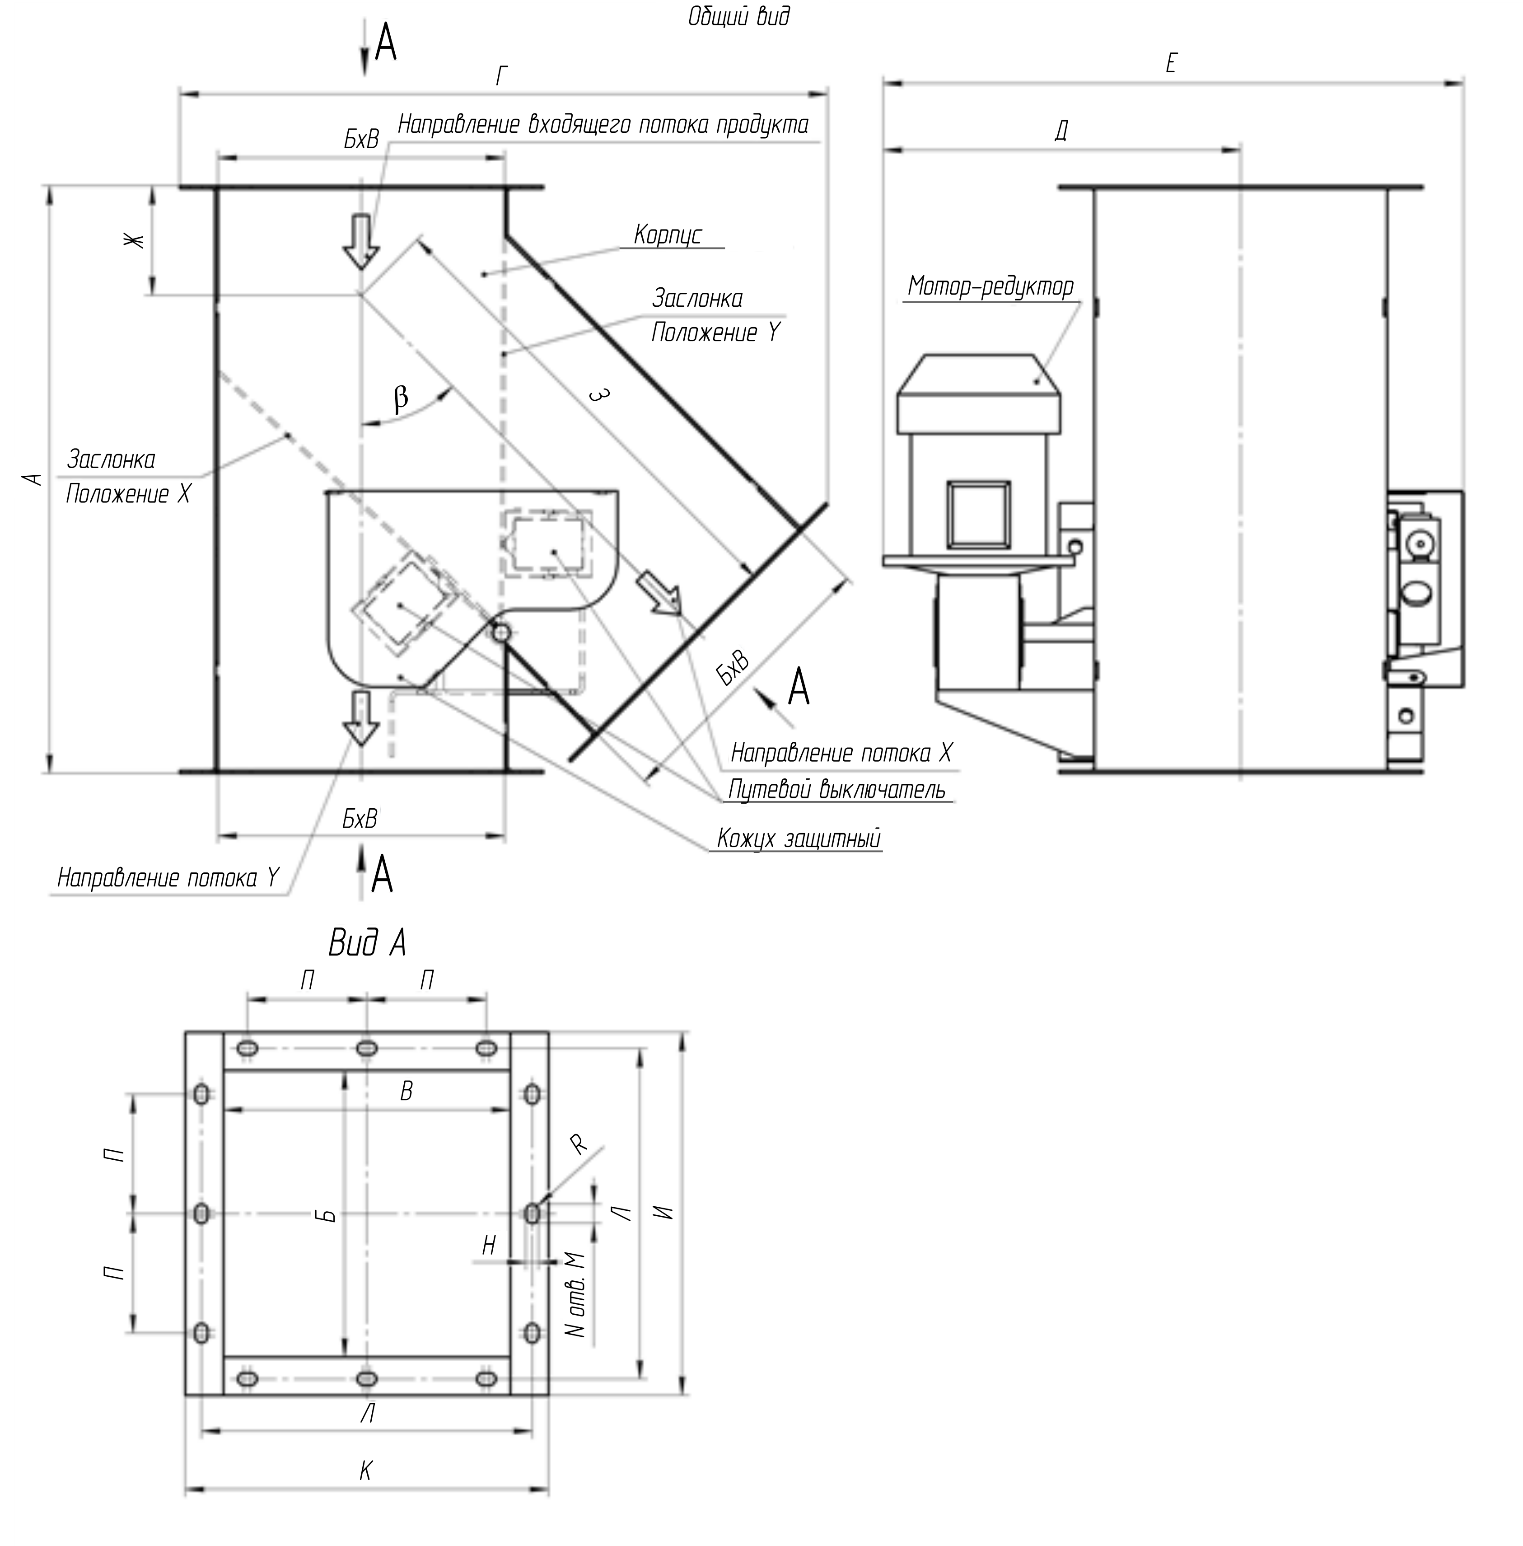 Общий вид
А
Г
Е
БхВ
Направление входящего потока продукта
Д
Ж
Корпус
Заслонка
Положение Y
Мотор-редуктор
З
β
Заслонка
Положение X
А
БхВ
А
Направление потока X
Путевой выключатель
БхВ
Кожух защитный
А
Направление потока Y
Вид А
П
П
В
П
R
Б
Л
И
Н
П
N отв. М
Л
К